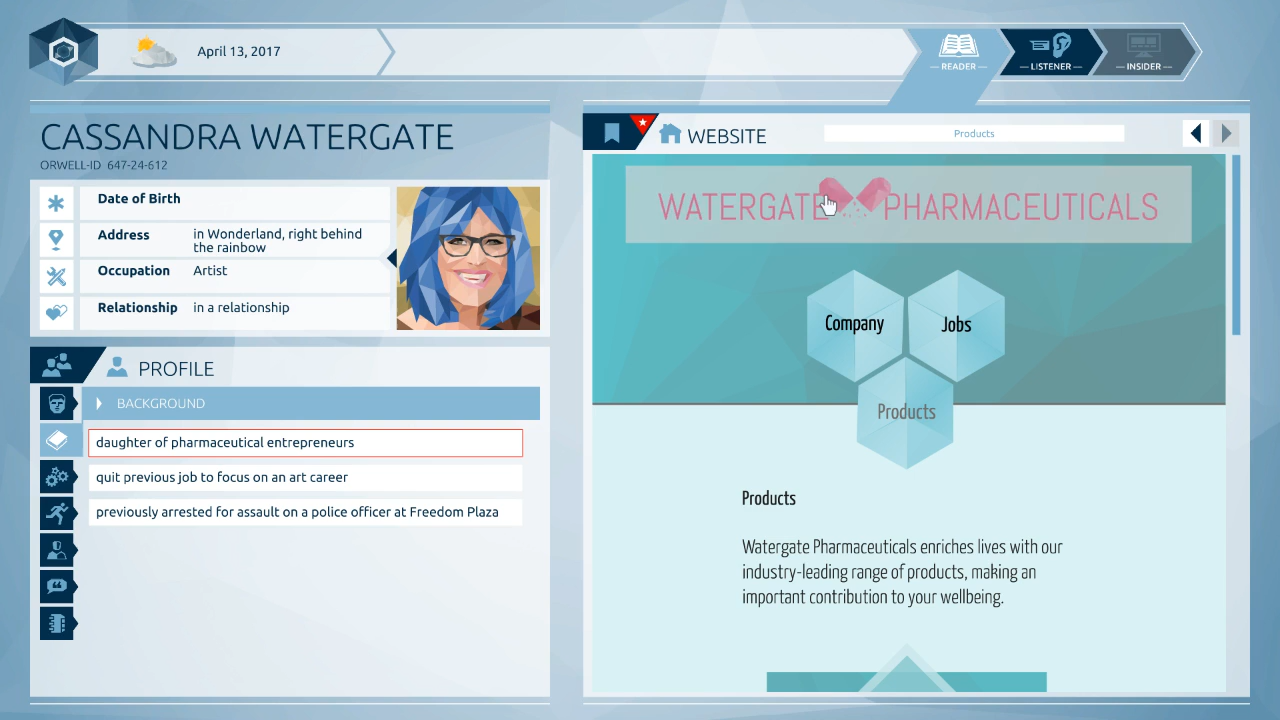 April 13, 2017
READER
LISTENER
INSIDER
CASSANDRA WATERGATE
ORWELL-ID 647-24-612
Date of Birth
Address in Wonderland, right behind
the rainbow
Occupation Artist
Relationship in a relationship
PROFILE
BACKGROUND
daughter of pharmaceutical entrepreneurs
quit previous job to focus on an art career
previously arrested for assault on a police officer at Freedom Plaza
WEBSITE
Products
WATERGATE PHARMACEUTICALS
Company
Jobs
Products
Products
Watergate Pharmaceuticals enriches lives with our
industry-leading range of products, making an
important contribution to your wellbeing.